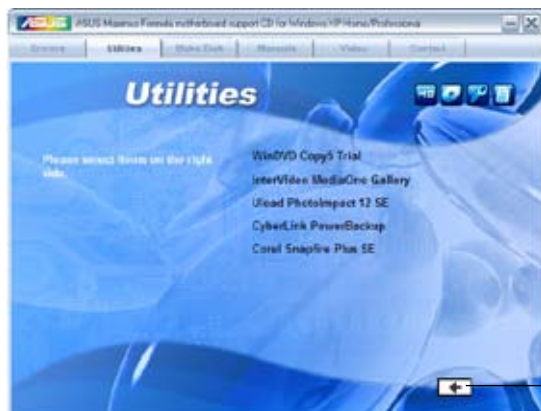 ASUS
ASUS Maximus Formula motherboard support CD for Windows XP Home/Professional
Drivers
Utilities
Make Disk
Manuals
Video
Contact
Utilities
Please select items on the right
side.
WinDVD Copy5 Trial
InterVideo MediaOne Gallery
Ulead PhotoImpact 12 SE
CyberLink PowerBackup
Corel Snapfire Plus SE